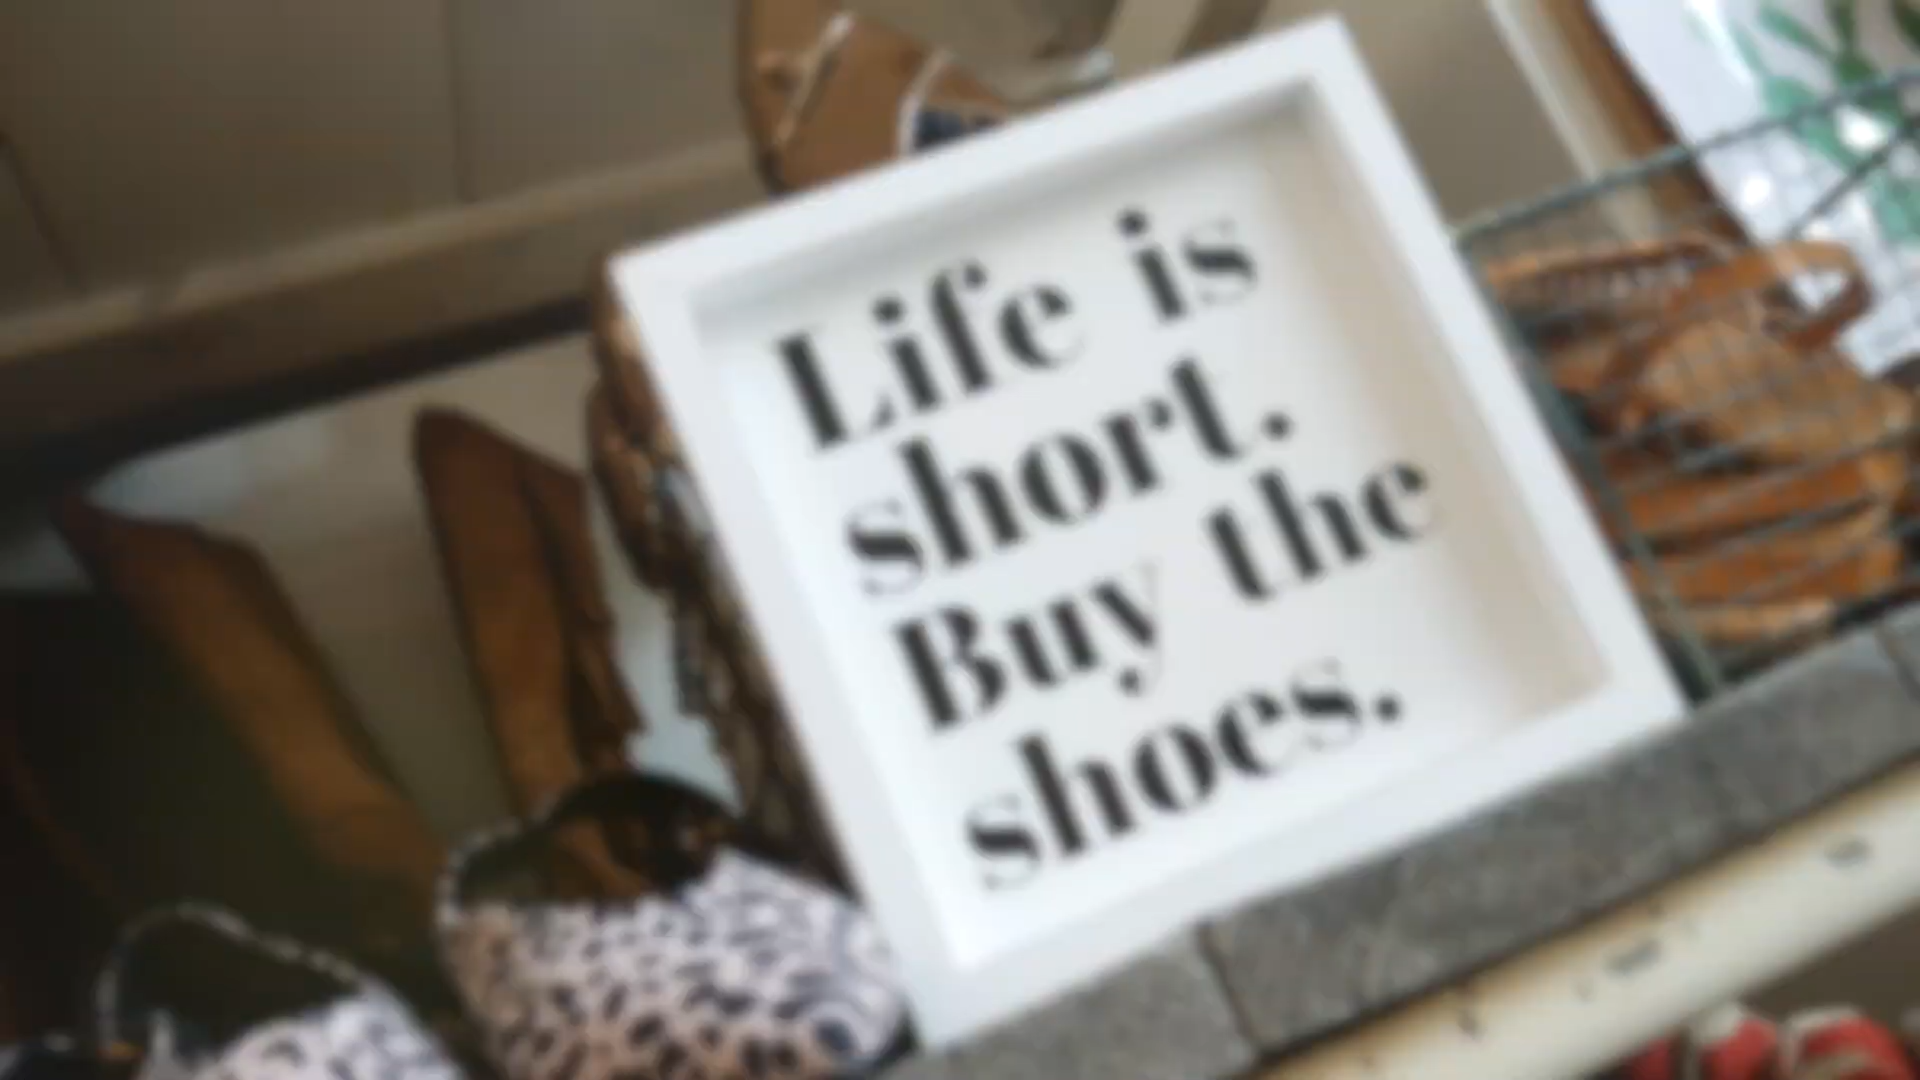 Life is
short.
Buy the
shoes.